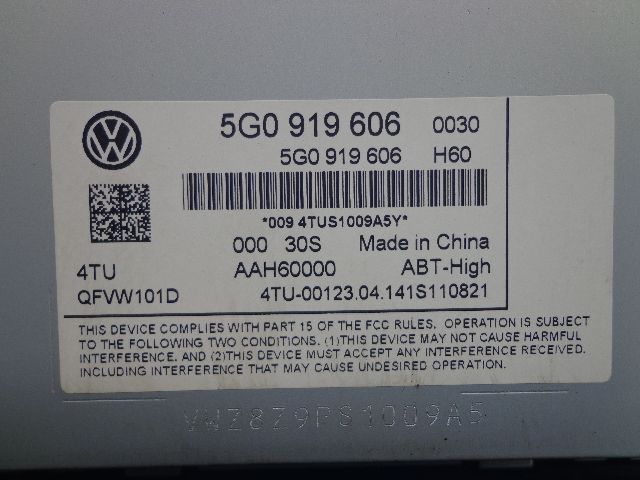 5G0 919 606 0030
5G0 919 606 H60
*009 4TUS1009A5Y*
000 30S Made in China
4TU AAH60000 ABT-High
QFVW101D 4TU-00123.04.141S110821
THIS DEVICE COMPLIES WITH PART 15 OF THE FCC RULES. OPERATION IS SUBJECT
TO THE FOLLOWING TWO CONDITIONS. (1)THIS DEVICE MAY NOT CAUSE HARMFUL
INTERFERENCE. AND (2)THIS DEVICE MUST ACCEPT ANY INTERFERENCE RECEIVED,
INCLUDING INTERFERENCE THAT MAY CAUSE UNDESIRED OPERATION.
VWZ8Z9PS1009A5